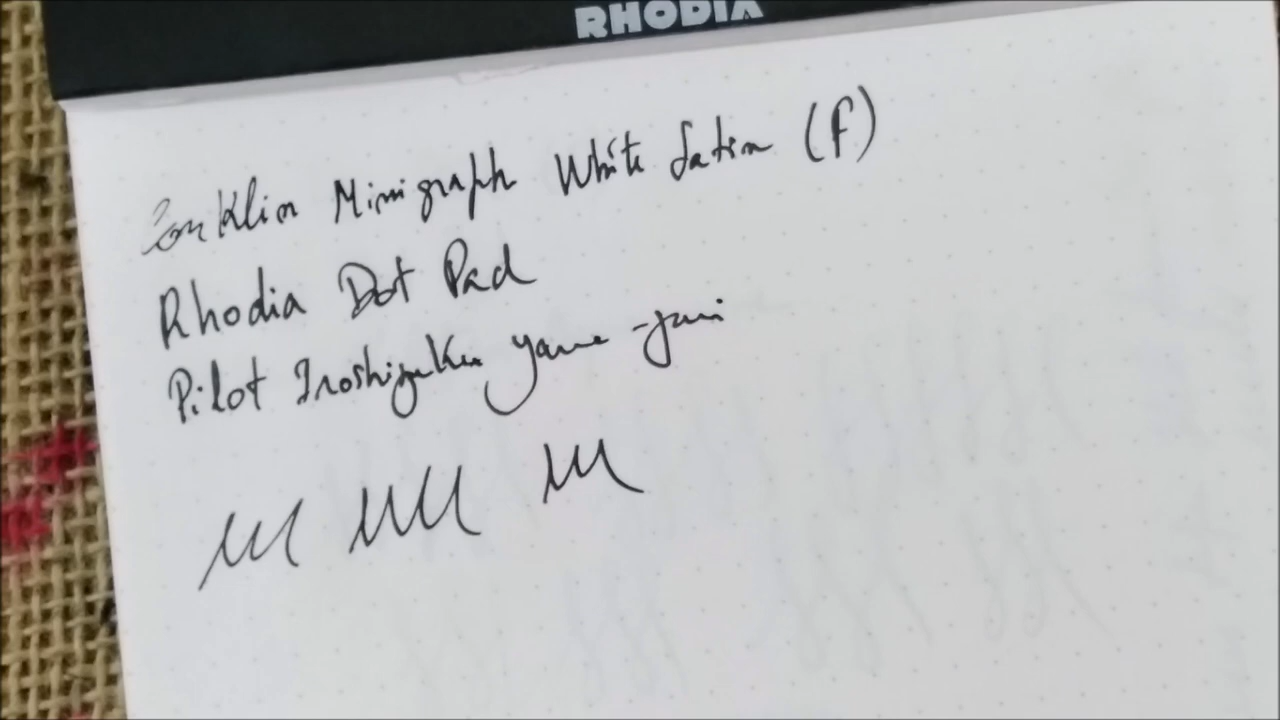 RHODIA
Conklin Minigraph White Satin (F)
Rhodia Dot Pad
Pilot Iroshizuku yama-guri